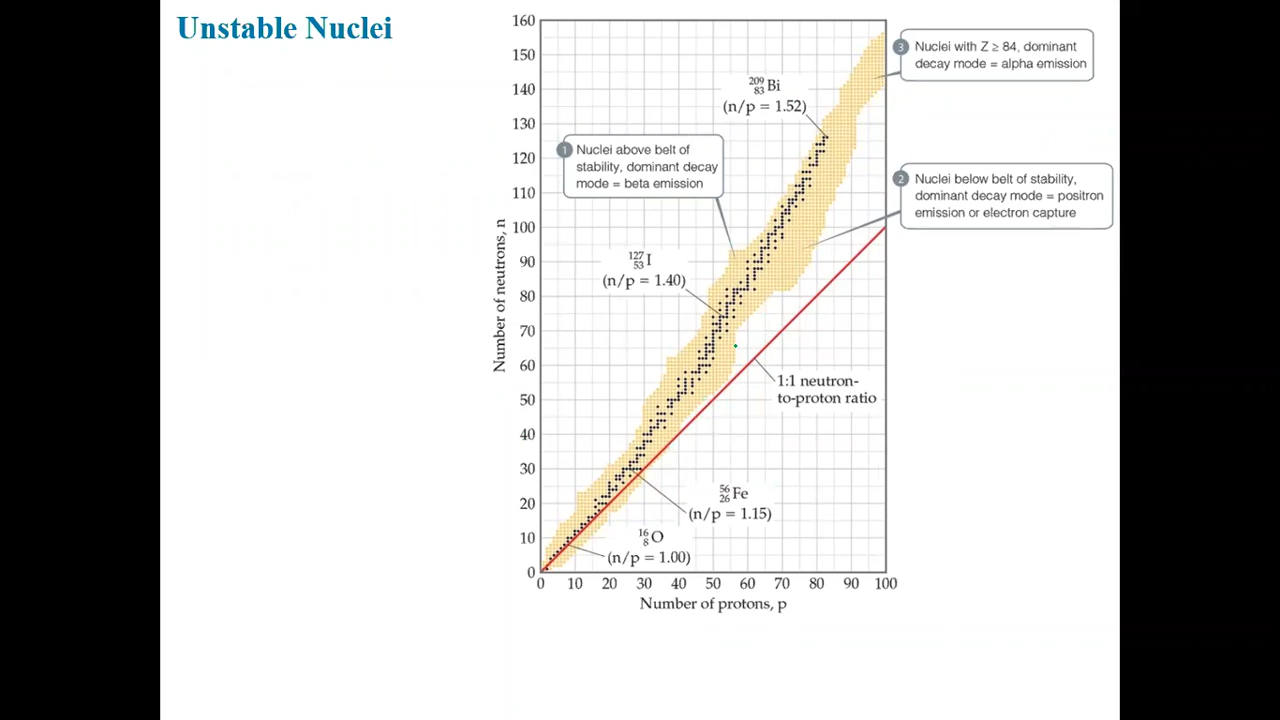 Unstable Nuclei
160
150
140
130
120
110
100
90
80
70
60
50
40
30
20
10
0
Number of neutrons, n
0 10 20 30 40 50 60 70 80 90 100
Number of protons, p
209
83 Bi
(n/p = 1.52)
1 Nuclei above belt of
stability, dominant decay
mode = beta emission
127
53 I
(n/p = 1.40)
3 Nuclei with Z ≥ 84, dominant
decay mode = alpha emission
2 Nuclei below belt of stability,
dominant decay mode = positron
emission or electron capture
1:1 neutron-
to-proton ratio
56
26 Fe
(n/p = 1.15)
16
8 O
(n/p = 1.00)